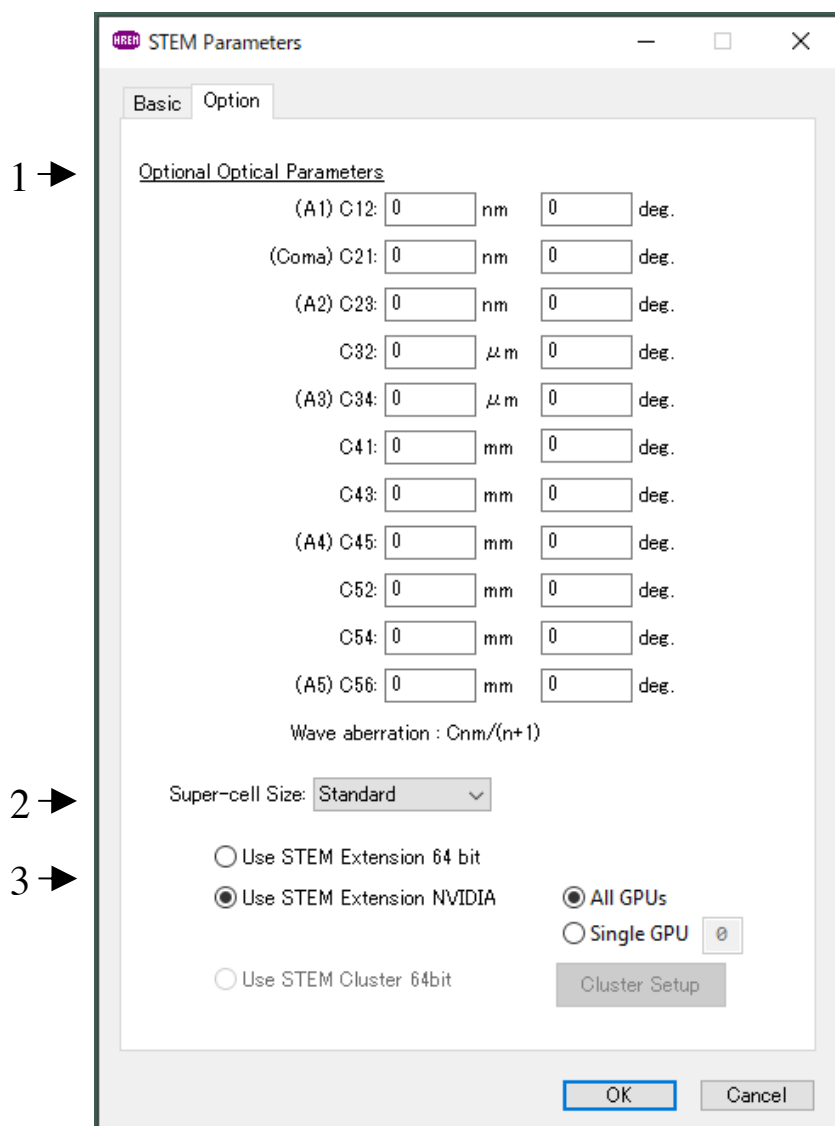 HREM STEM Parameters
Basic Option
1
Optional Optical Parameters
(A1) C12: 0 nm 0 deg.
(Coma) C21: 0 nm 0 deg.
(A2) C23: 0 nm 0 deg.
C32: 0 μm 0 deg.
(A3) C34: 0 μm 0 deg.
C41: 0 mm 0 deg.
C43: 0 mm 0 deg.
(A4) C45: 0 mm 0 deg.
C52: 0 mm 0 deg.
C54: 0 mm 0 deg.
(A5) C56: 0 mm 0 deg.
Wave aberration : Cnm/(n+1)
2 Super-cell Size: Standard
Use STEM Extension 64 bit
3
Use STEM Extension NVIDIA All GPUs
Single GPU 0
Use STEM Cluster 64bit Cluster Setup
OK Cancel